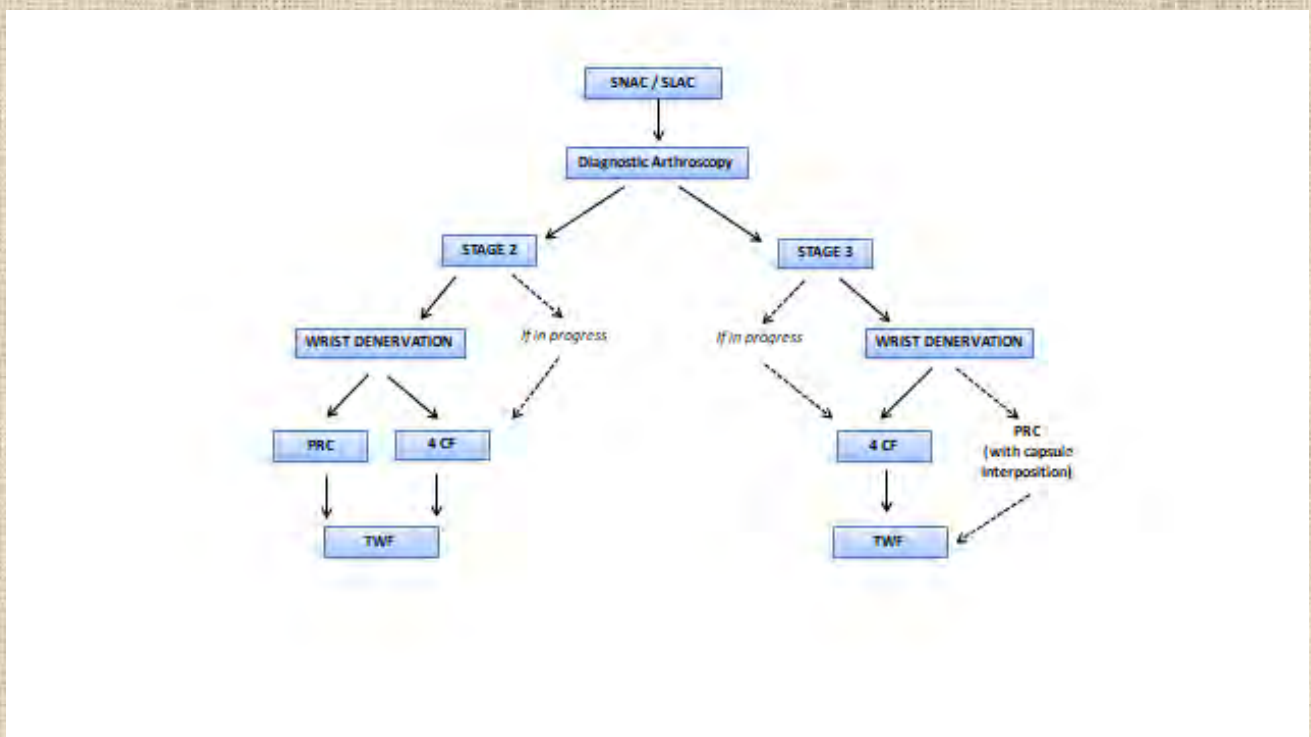 SNAC / SLAC
Diagnostic Arthroscopy
STAGE 2
STAGE 3
WRIST DENERVATION
If in progress
If in progress
WRIST DENERVATION
PRC
4 CF
4 CF
PRC
(with capsule
interposition)
TWF
TWF